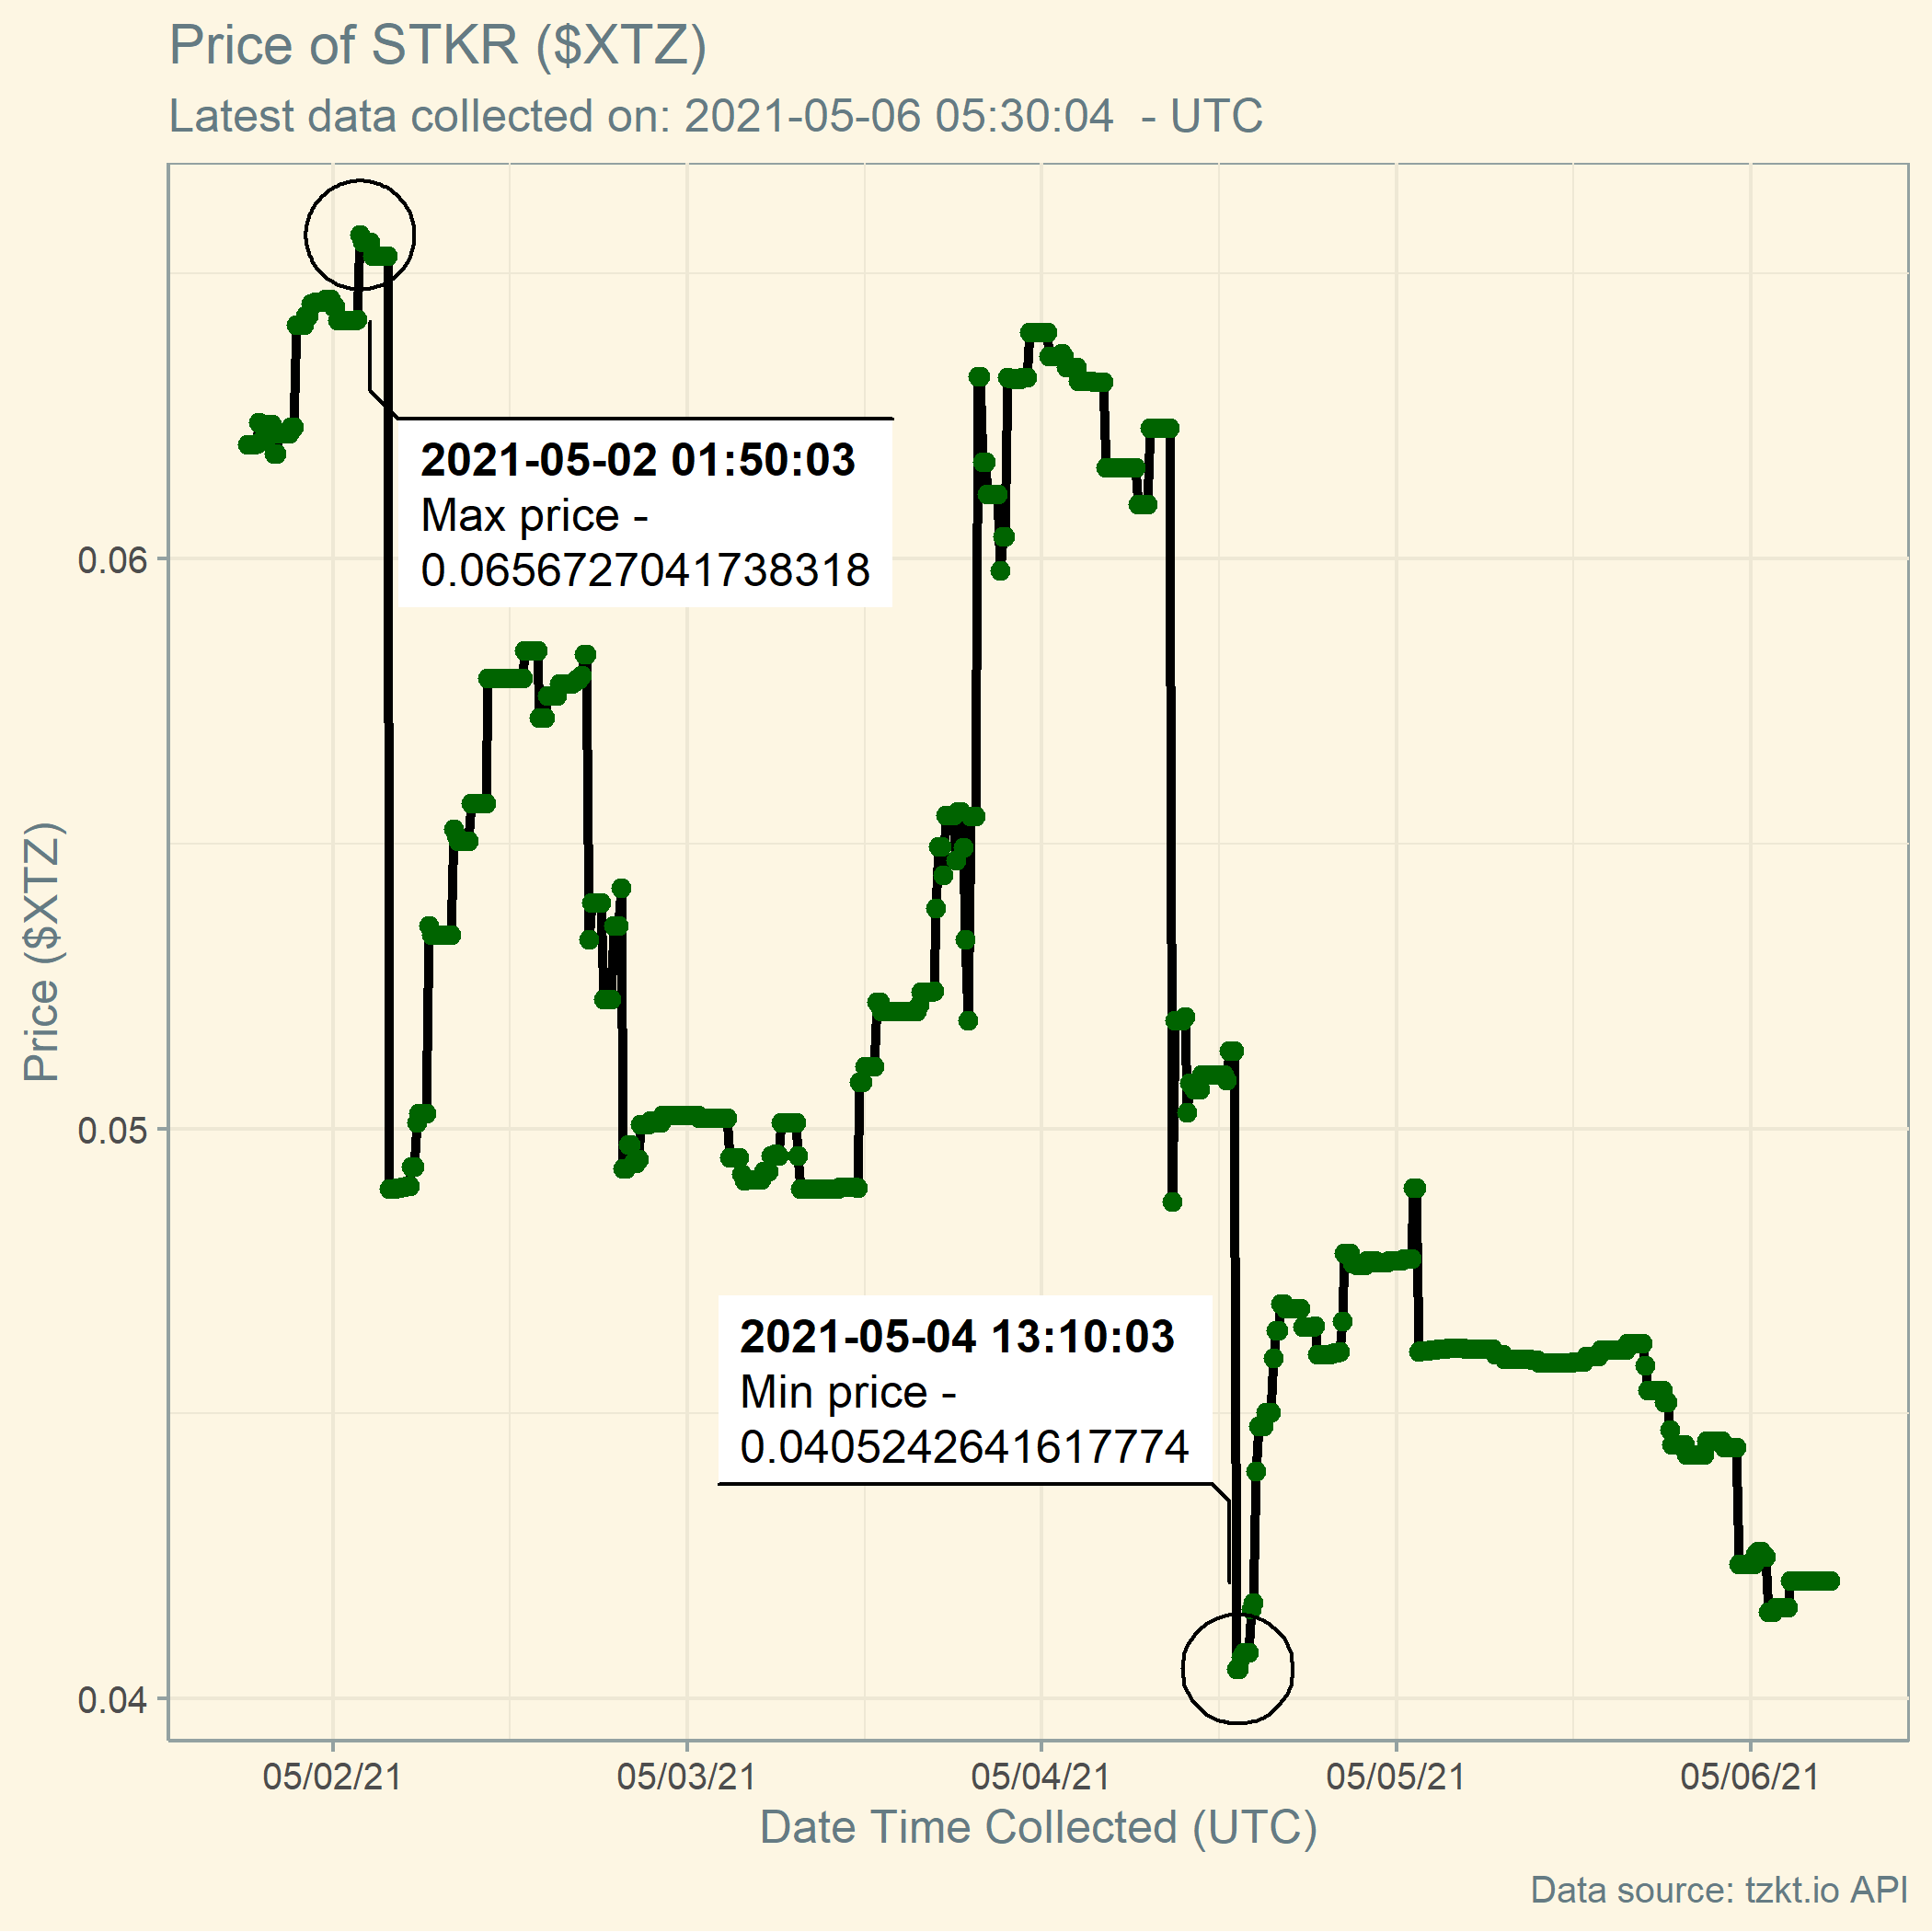 Price of STKR ($XTZ)
Latest data collected on: 2021-05-06 05:30:04  - UTC
2021-05-02 01:50:03
Max price -
0.0656727041738318
0.06
0.05
0.04
Price ($XTZ)
2021-05-04 13:10:03
Min price -
0.0405242641617774
05/02/21
05/03/21
05/04/21
05/05/21
05/06/21
Date Time Collected (UTC)
Data source: tzkt.io API